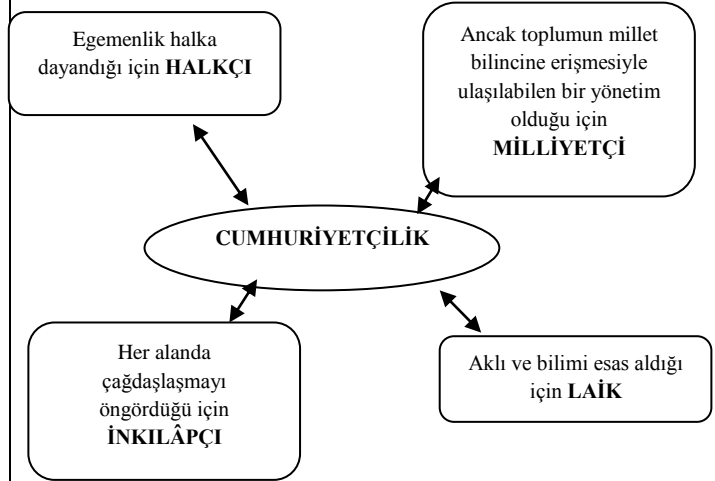 Egemenlik halka
dayandığı için HALKÇI
Ancak toplumun millet
bilincine erişmesiyle
ulaşılabilen bir yönetim
olduğu için
MİLLİYETÇİ
CUMHURİYETÇİLİK
Her alanda
çağdaşlaşmayı
öngördüğü için
İNKILÂPÇI
Aklı ve bilimi esas aldığı
için LAİK